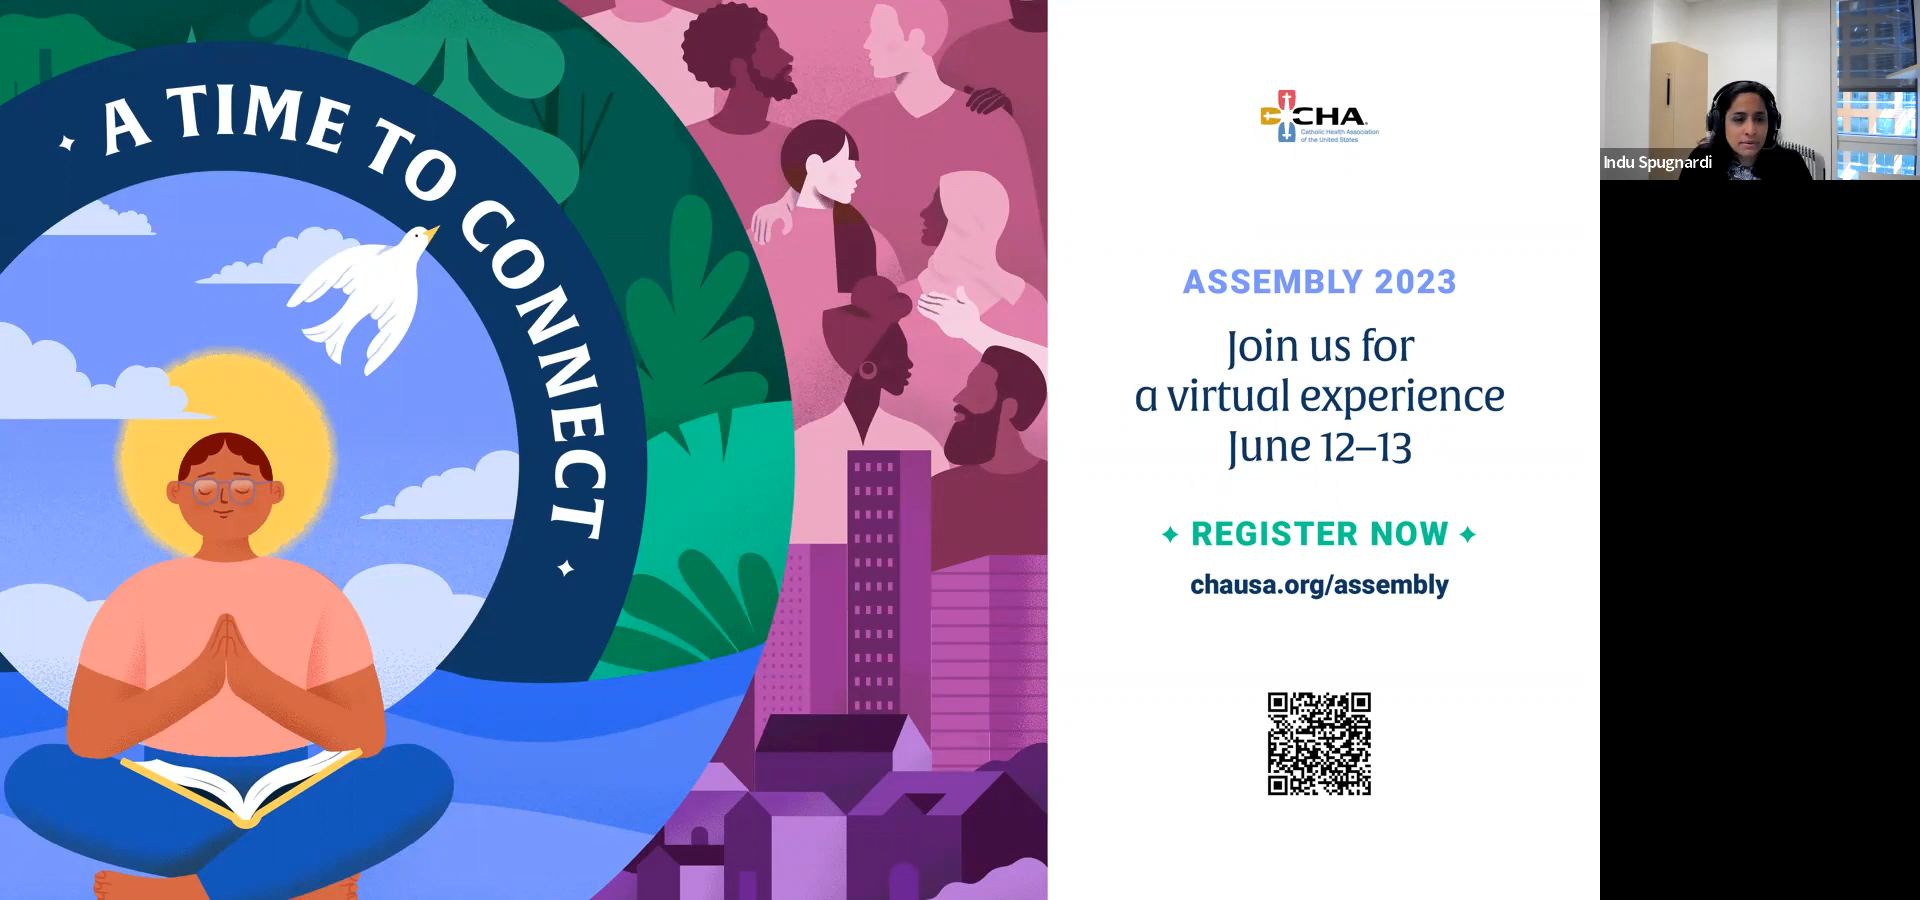 A TIME TO CONNECT
CHA
Catholic Health Association
of the United States
ASSEMBLY 2023
Join us for
a virtual experience
June 12–13
REGISTER NOW
chausa.org/assembly
Indu Spugnardi